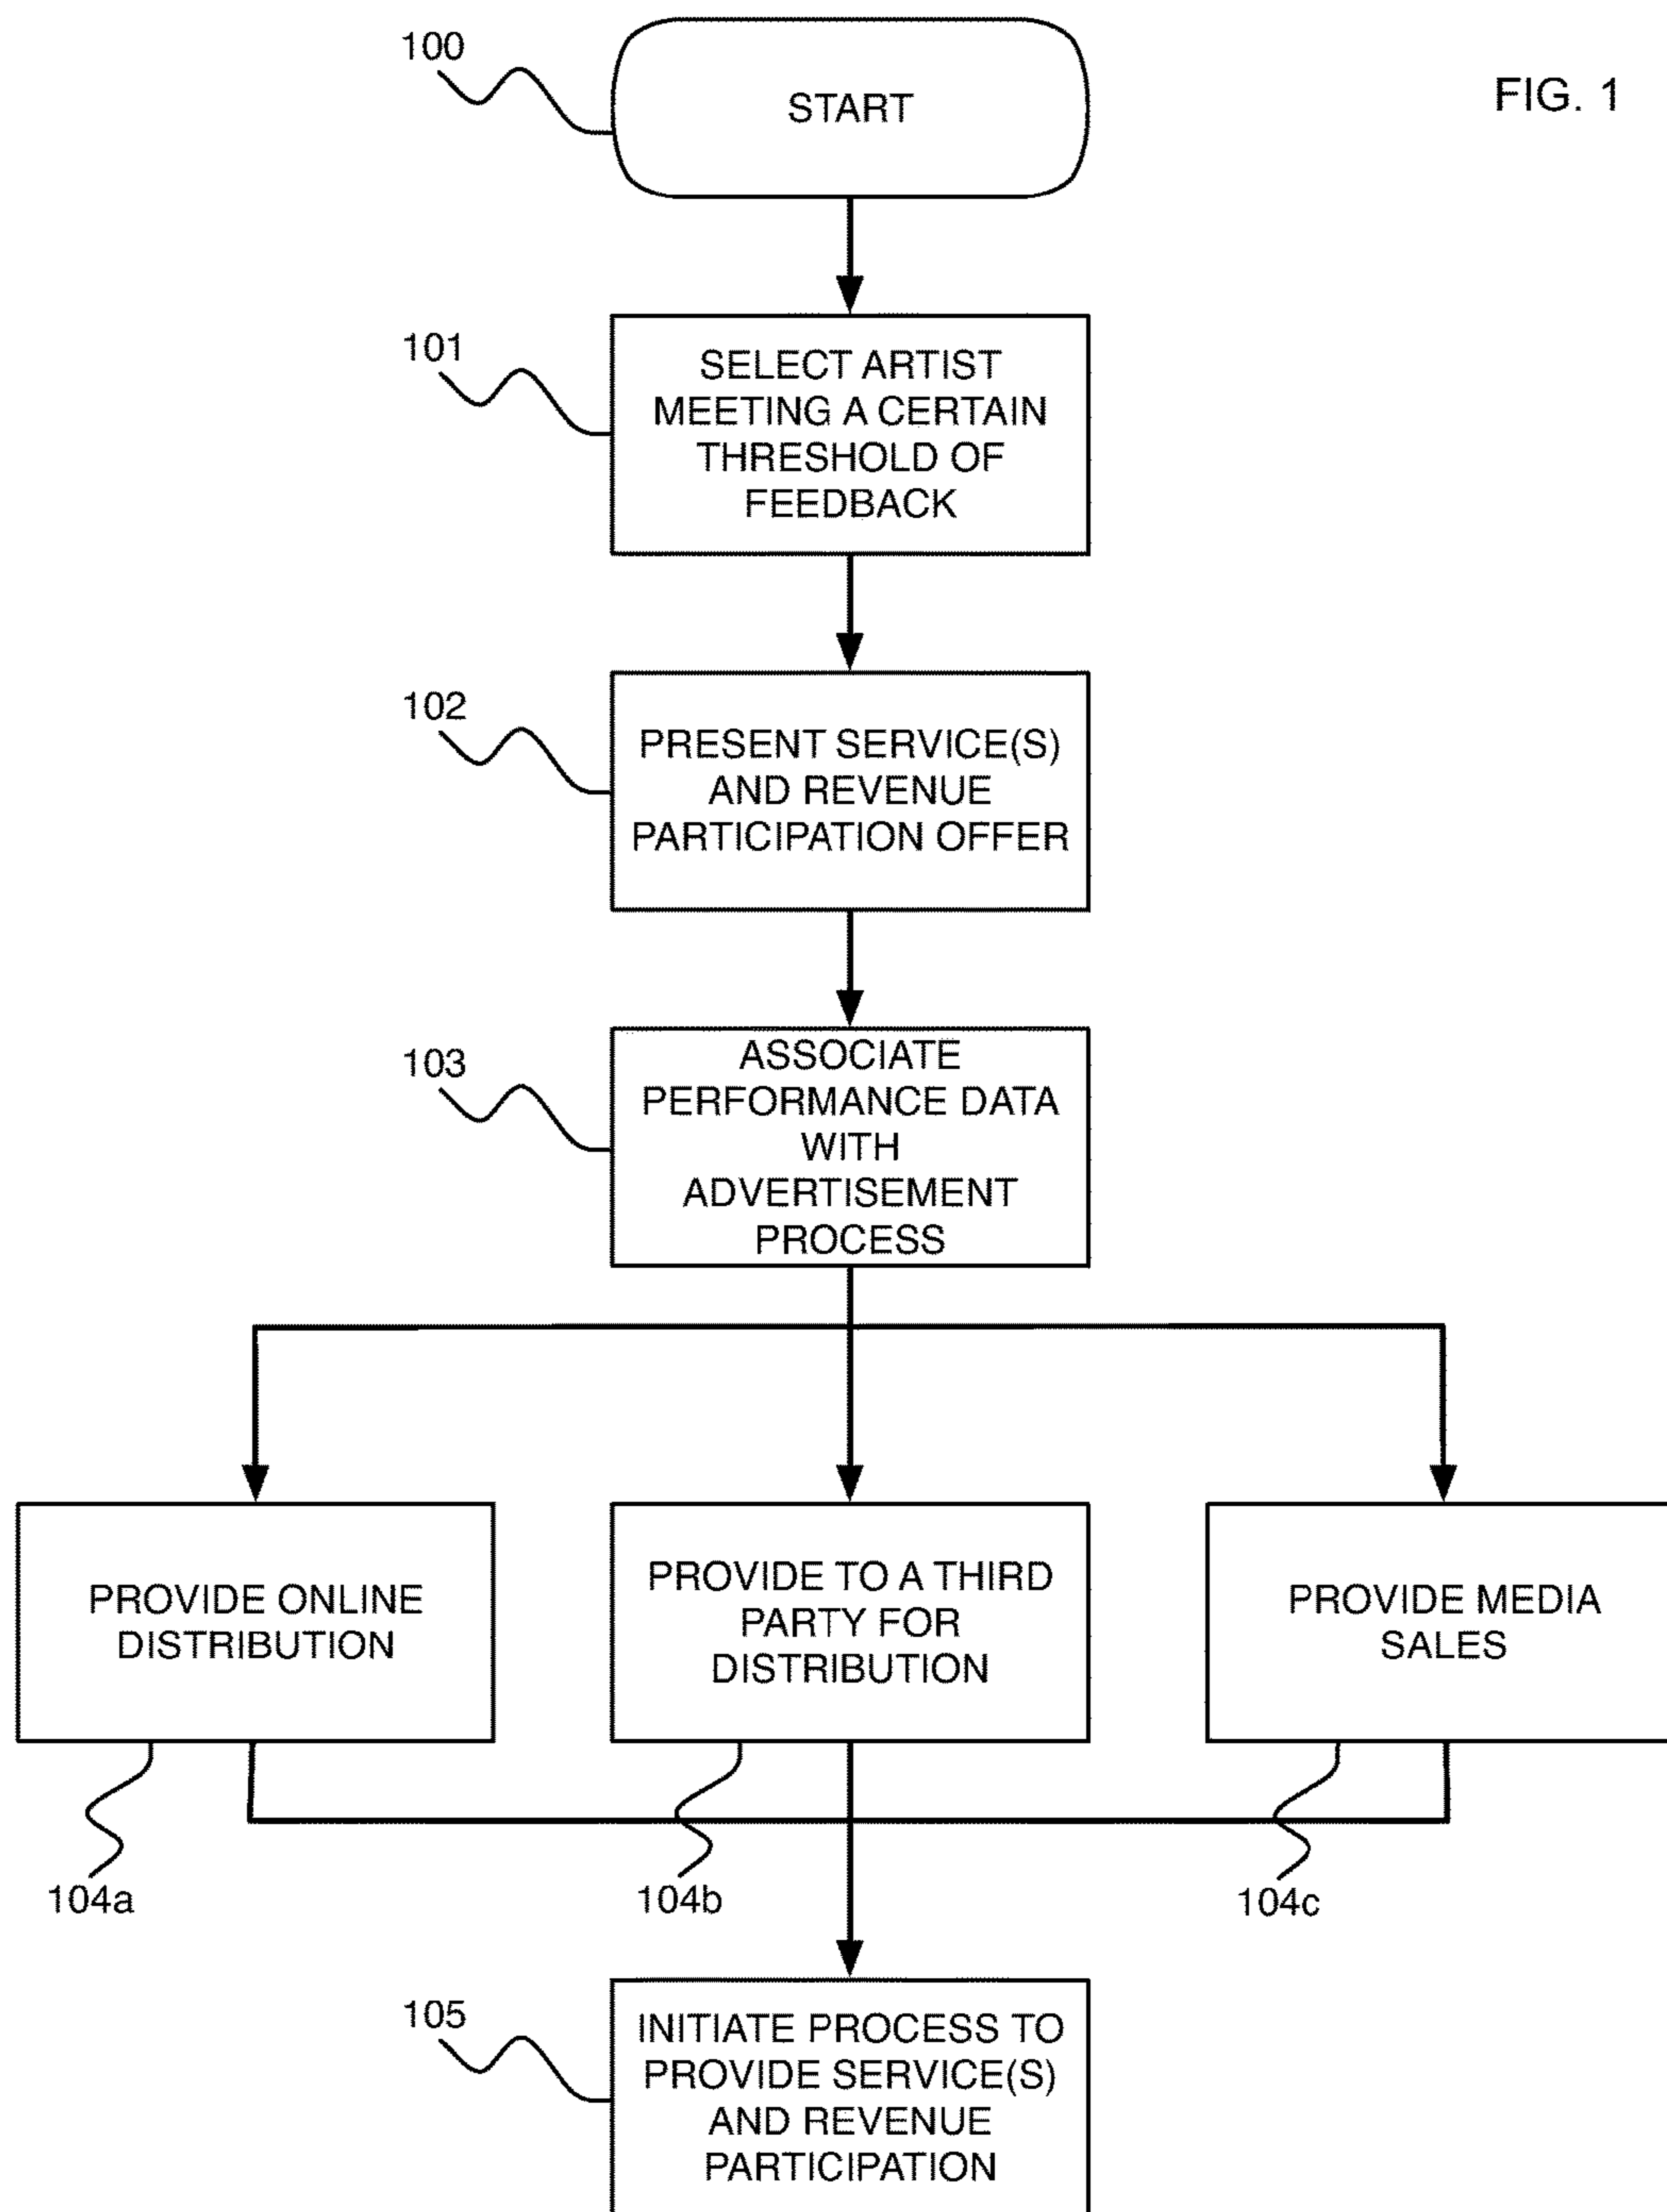 100
START
FIG. 1
101
SELECT ARTIST
MEETING A CERTAIN
THRESHOLD OF
FEEDBACK
102
PRESENT SERVICE(S)
AND REVENUE
PARTICIPATION OFFER
103
ASSOCIATE
PERFORMANCE DATA
WITH
ADVERTISEMENT
PROCESS
PROVIDE ONLINE
DISTRIBUTION
PROVIDE TO A THIRD
PARTY FOR
DISTRIBUTION
PROVIDE MEDIA
SALES
104a
104b
104c
105
INITIATE PROCESS TO
PROVIDE SERVICE(S)
AND REVENUE
PARTICIPATION